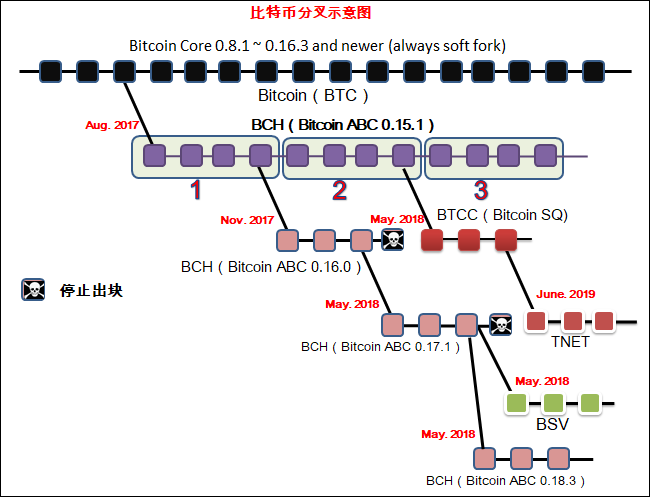 比特币分叉示意图
Bitcoin Core 0.8.1 ~ 0.16.3 and newer (always soft fork)
Bitcoin（BTC）
Aug. 2017
BCH（Bitcoin ABC 0.15.1）
1
2
3
Nov. 2017
May. 2018
BTCC（Bitcoin SQ)
BCH（Bitcoin ABC 0.16.0）
停止出块
May. 2018
June. 2019
BCH（Bitcoin ABC 0.17.1）
TNET
May. 2018
BSV
May. 2018
BCH（Bitcoin ABC 0.18.3）